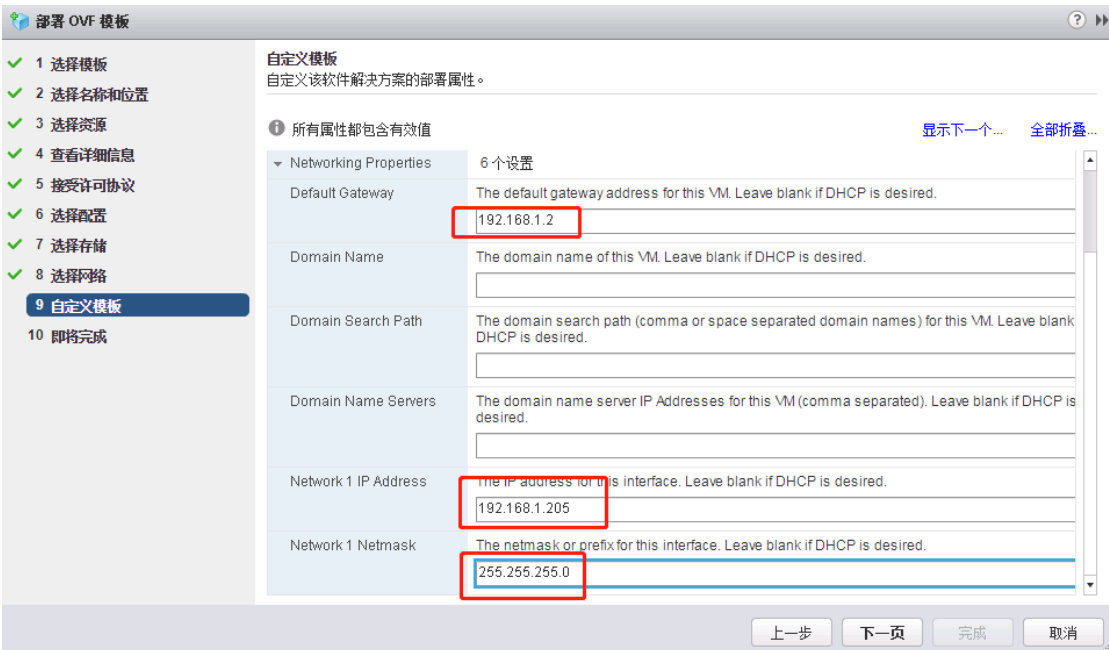 部署 OVF 模板
1 选择模板
2 选择名称和位置
3 选择资源
4 查看详细信息
5 接受许可协议
6 选择配置
7 选择存储
8 选择网络
9 自定义模板
10 即将完成
自定义模板
自定义该软件解决方案的部署属性。
所有属性都包含有效值
显示下一个...
全部折叠...
Networking Properties
6 个设置
Default Gateway
The default gateway address for this VM. Leave blank if DHCP is desired.
192.168.1.2
Domain Name
The domain name of this VM. Leave blank if DHCP is desired.
Domain Search Path
The domain search path (comma or space separated domain names) for this VM. Leave blank
DHCP is desired.
Domain Name Servers
The domain name server IP Addresses for this VM (comma separated). Leave blank if DHCP is
desired.
Network 1 IP Address
The IP address for this interface. Leave blank if DHCP is desired.
192.168.1.205
Network 1 Netmask
The netmask or prefix for this interface. Leave blank if DHCP is desired.
255.255.255.0
上一步
下一页
完成
取消